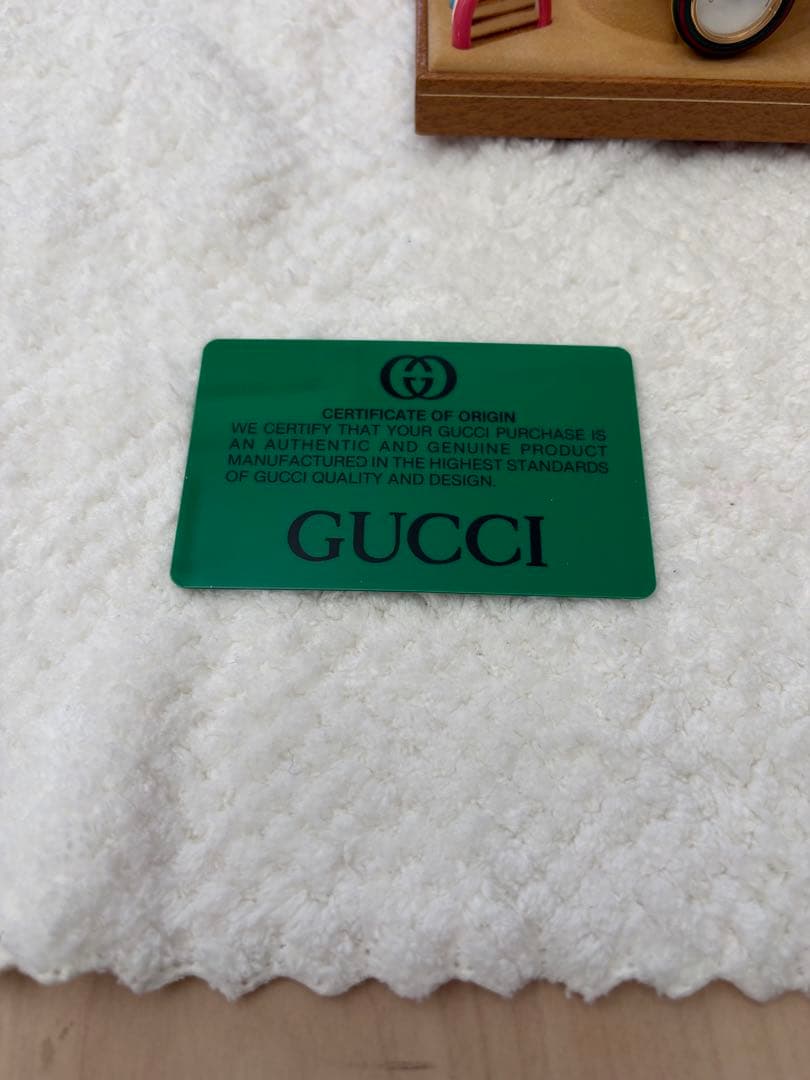 CERTIFICATE OF ORIGIN
WE CERTIFY THAT YOUR GUCCI PURCHASE IS
AN AUTHENTIC AND GENUINE PRODUCT
MANUFACTURED IN THE HIGHEST STANDARDS
OF GUCCI QUALITY AND DESIGN.
GUCCI